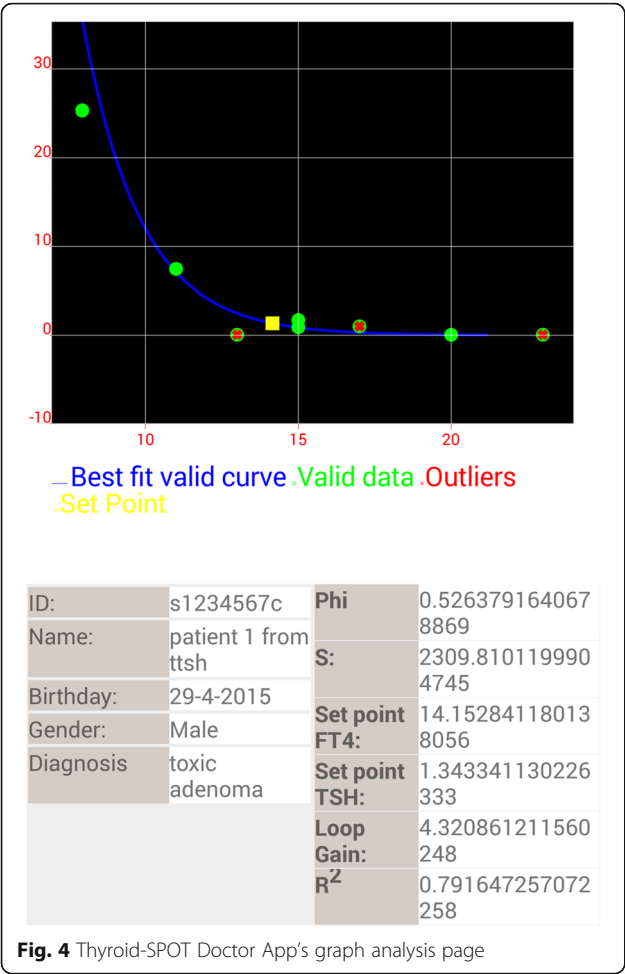 30
20
10
0
-10
10 15 20
Best fit valid curve Valid data Outliers
Set Point
ID: s1234567c
Name: patient 1 from
ttsh
Birthday: 29-4-2015
Gender: Male
Diagnosis toxic
adenoma
Phi 0.526379164067
8869
S: 2309.810119990
4745
Set point 14.15284118013
FT4: 8056
Set point 1.343341130226
TSH: 333
Loop 4.320861211560
Gain: 248
R² 0.791647257072
258
Fig. 4 Thyroid-SPOT Doctor App's graph analysis page